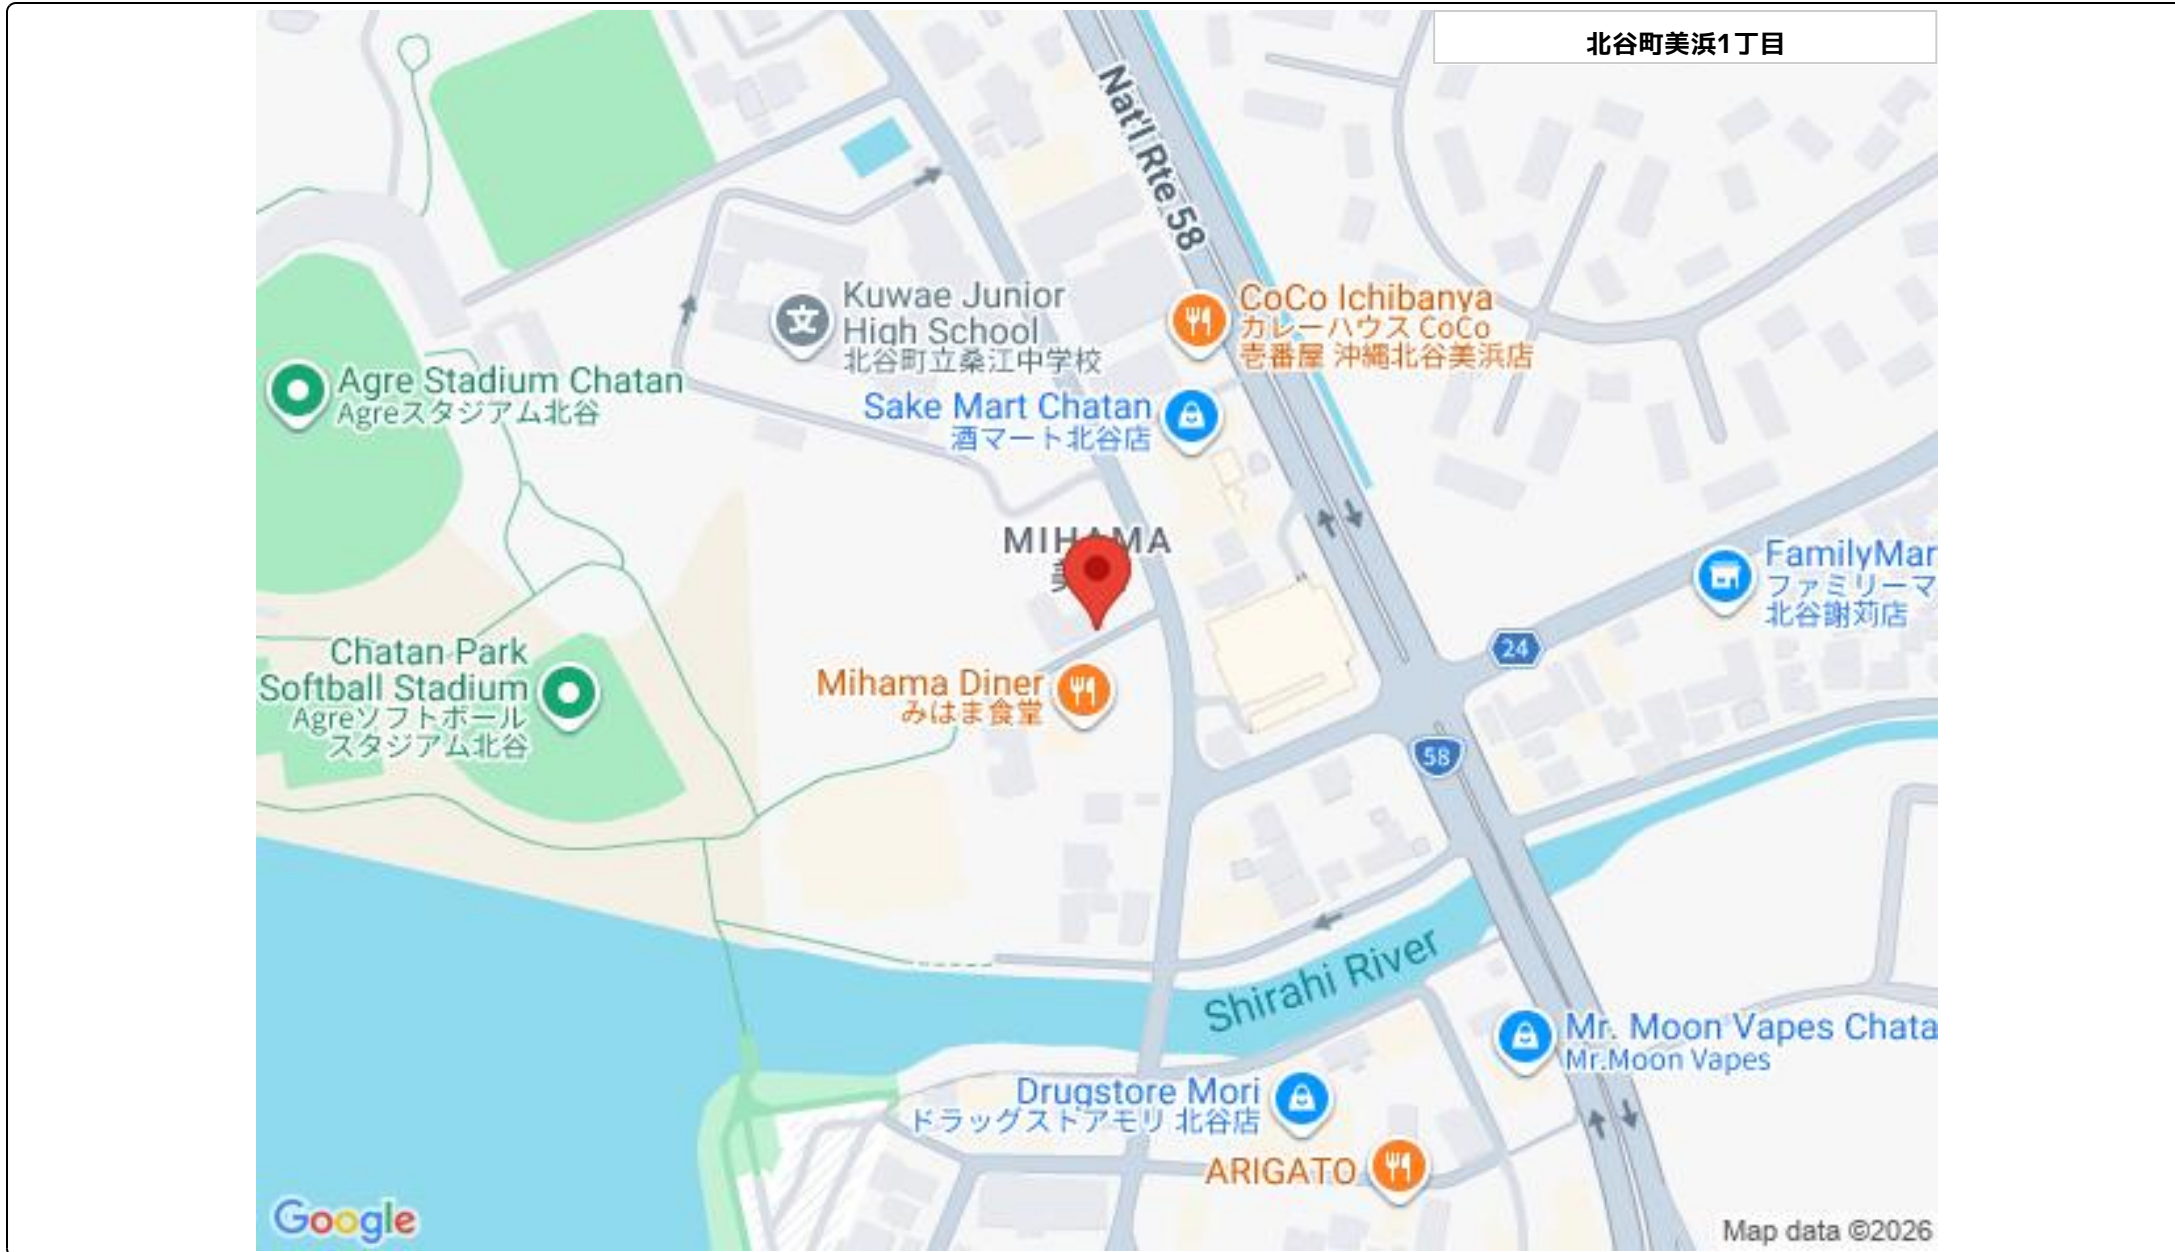 北谷町美浜1丁目
Nat'l Rte 58
Kuwae Junior
High School
北谷町立桑江中学校
CoCo Ichibanya
カレーハウス CoCo
壱番屋 沖縄北谷美浜店
Agre Stadium Chatan
Agreスタジアム北谷
Sake Mart Chatan
酒マート北谷店
MIHAMA
FamilyMar
ファミリーマ
北谷謝苅店
24
Chatan Park
Softball Stadium
Agreソフトボール
スタジアム北谷
Mihama Diner
みはま食堂
58
Shirahi River
Mr. Moon Vapes Chata
Mr.Moon Vapes
Drugstore Mori
ドラッグストアモリ 北谷店
ARIGATO
Google
Map data ©2026